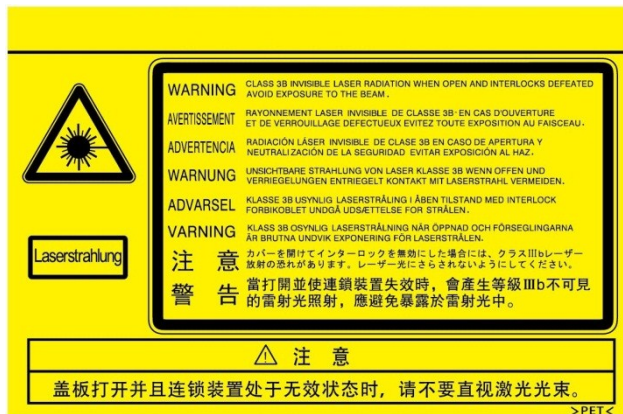 WARNING CLASS 3B INVISIBLE LASER RADIATION WHEN OPEN AND INTERLOCKS DEFEATED
AVOID EXPOSURE TO THE BEAM.
AVERTISSEMENT RAYONNEMENT LASER INVISIBLE DE CLASSE 3B EN CAS D'OUVERTURE
ET DE VERROUILLAGE DEFECTUEUX EVITEZ TOUTE EXPOSITION AU FAISCEAU.
ADVERTENCIA RADIACIÓN LÁSER INVISIBLE DE CLASE 3B EN CASO DE APERTURA Y
NEUTRALIZACIÓN DE LA SEGURIDAD EVITAR EXPOSICIÓN AL HAZ.
WARNUNG UNSICHTBARE STRAHLUNG VON LASER KLASSE 3B WENN OFFEN UND
VERRIEGELUNGEN ENTRIEGELT KONTAKT MIT LASERSTRAHL VERMEIDEN.
ADVARSEL KLASSE 3B USYNLIG LASERSTRÅLING I ÅBEN TILSTAND MED INTERLOCK
FORBIKOBLET UNDGÅ UDSÆTTELSE FOR STRÅLEN.
VARNING KLASS 3B OSYNLIG LASERSTRÅLNING NÄR ÖPPNAD OCH FÖRSEGLINGARNA
ÄR BRUTNA UNDVIK EXPONERING FÖR LASERSTRÅLEN.
Laserstrahlung
注 意 カバーを開けてインターロックを無効にした場合には、クラスⅢbレーザー
放射の恐れがあります。レーザー光にさらされないようにしてください。
警 告 當打開並使連鎖裝置失效時，會產生等級Ⅲb不可見
的雷射光照射，應避免暴露於雷射光中。
⚠ 注 意
盖板打开并且连锁装置处于无效状态时，请不要直视激光光束。
>PET<